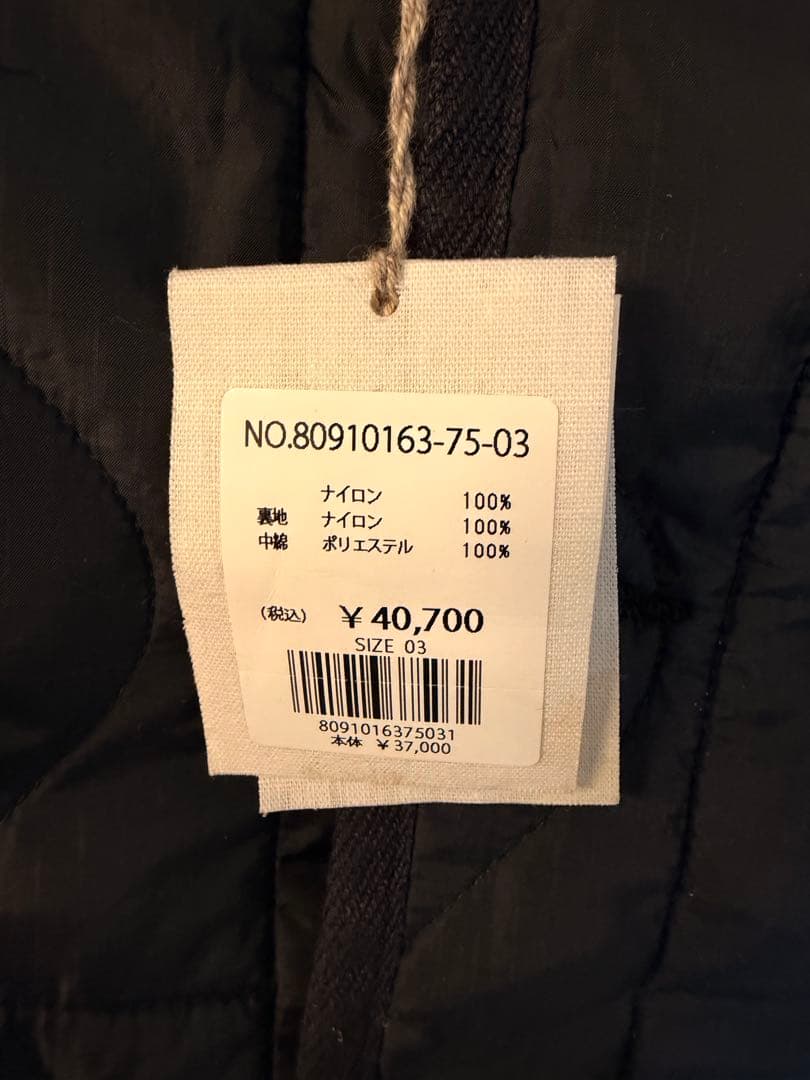 NO.80910163-75-03
ナイロン 100%
裏地 ナイロン 100%
中綿 ポリエステル 100%
(税込) ¥ 40,700
SIZE 03
8091016375031
本体 ¥ 37,000